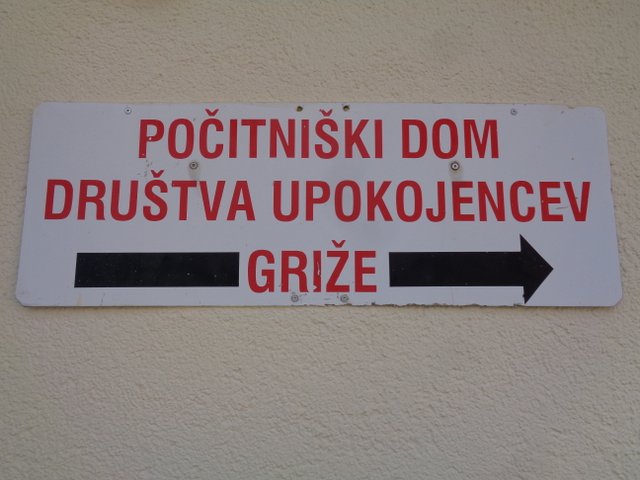 POČITNIŠKI DOM
DRUŠTVA UPOKOJENCEV
GRIŽE